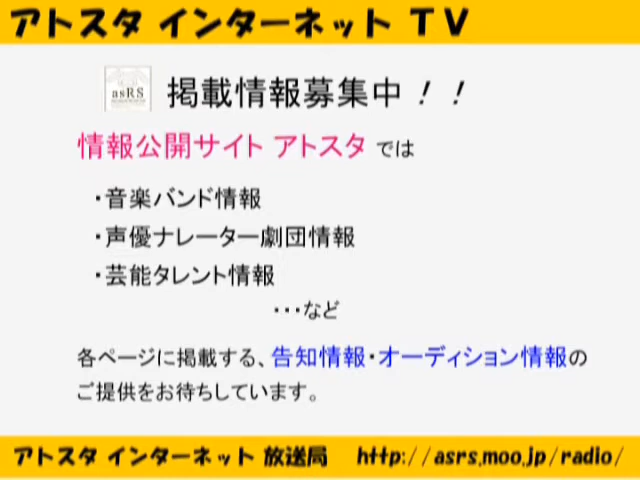 アトスタ インターネット TV
asRS
掲載情報募集中！！
情報公開サイト アトスタ では
・音楽バンド情報
・声優ナレーター劇団情報
・芸能タレント情報
・・・など
各ページに掲載する、告知情報・オーディション情報の
ご提供をお待ちしています。
アトスタ インターネット 放送局 http://asrs.moo.jp/radio/